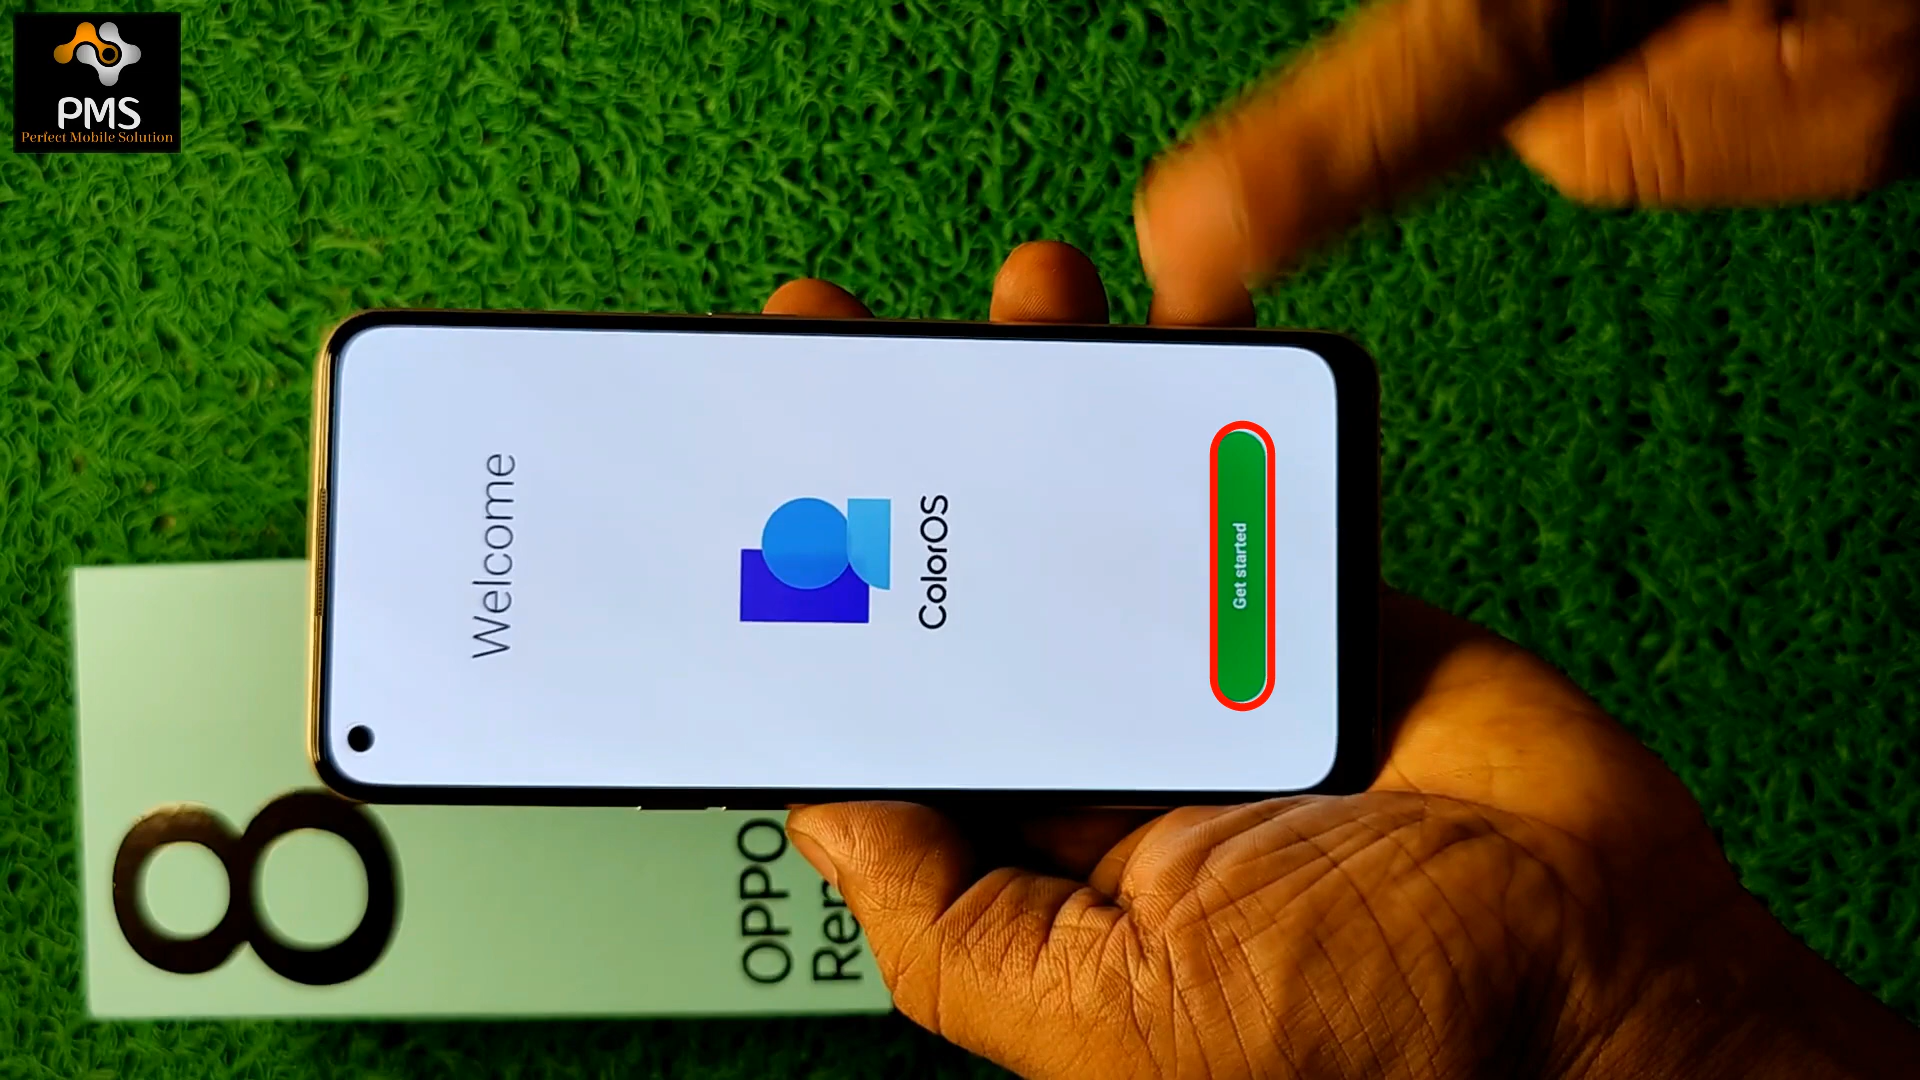 PMS
Perfect Mobile Solution
Welcome
ColorOS
Get started
8
OPPO